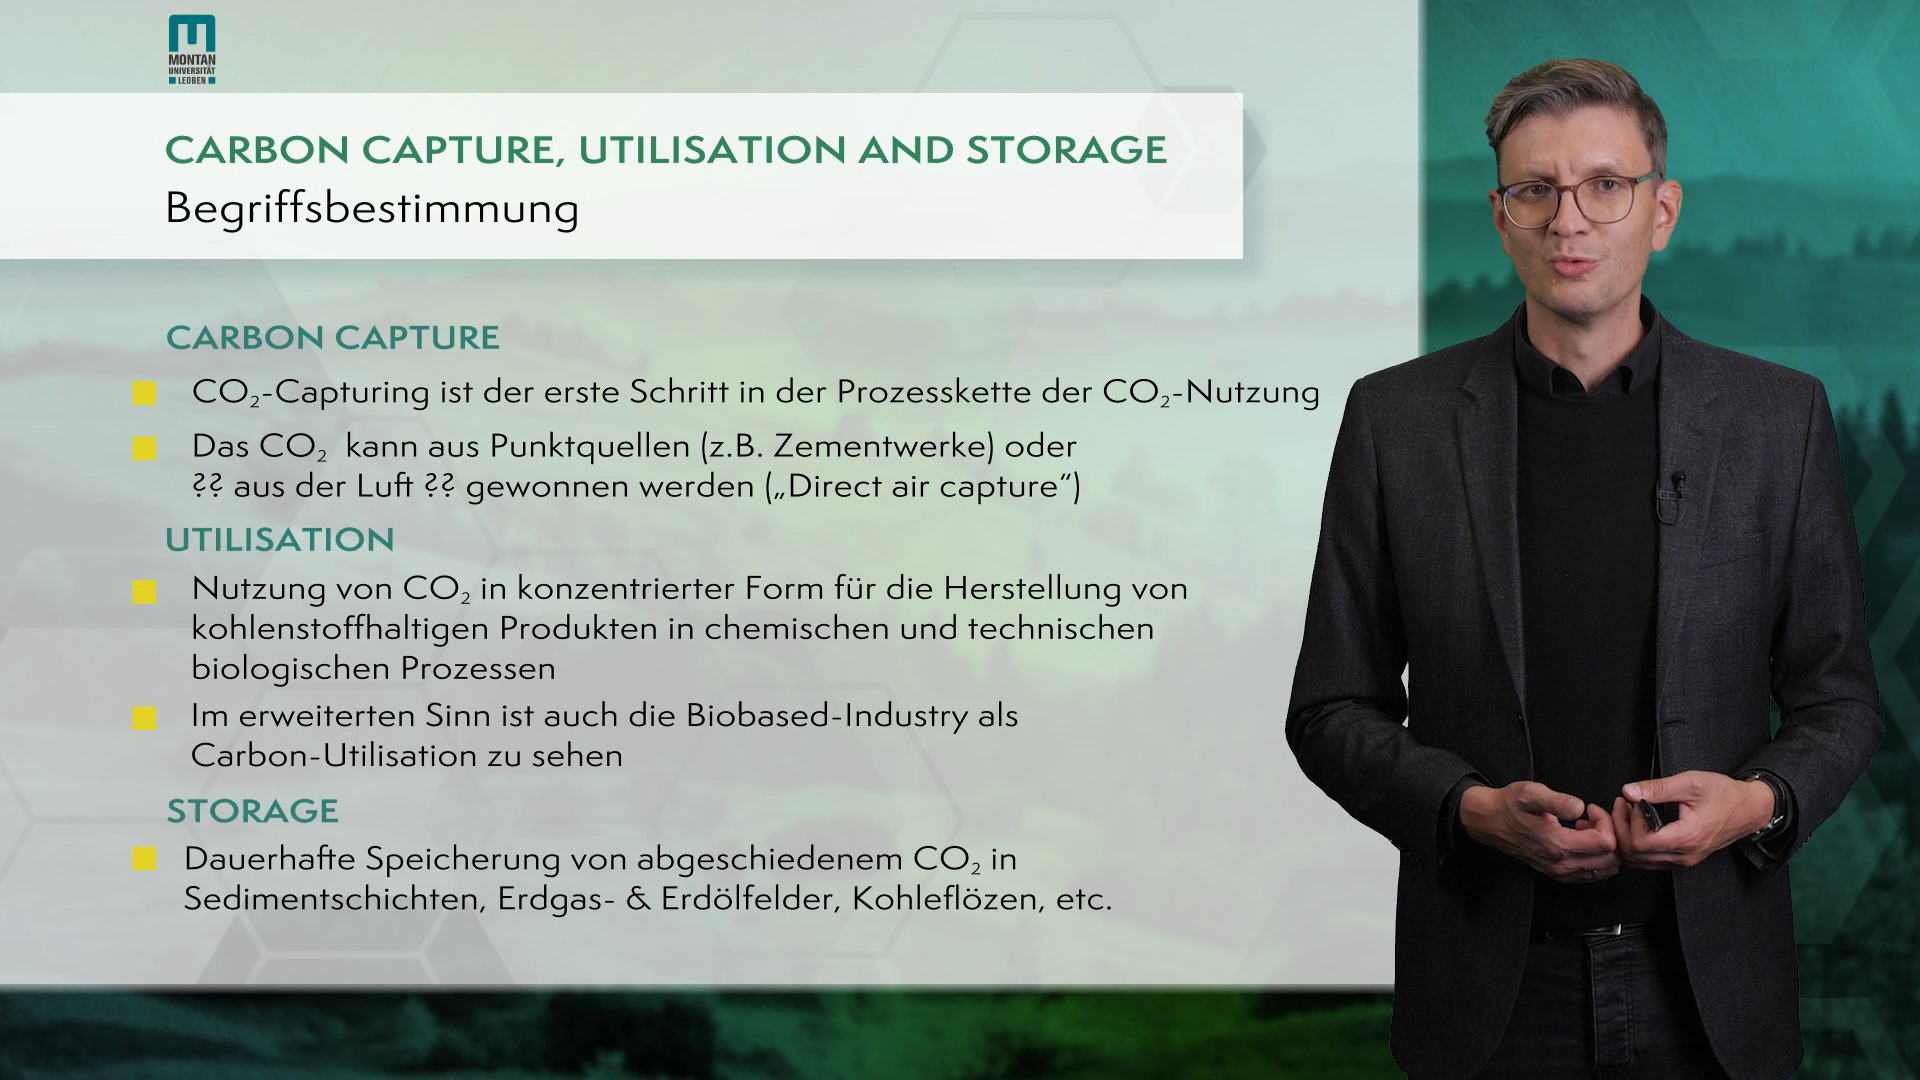 MONTAN
UNIVERSITÄT
LEOBEN
CARBON CAPTURE, UTILISATION AND STORAGE
Begriffsbestimmung
CARBON CAPTURE
CO₂-Capturing ist der erste Schritt in der Prozesskette der CO₂-Nutzung
Das CO₂ kann aus Punktquellen (z.B. Zementwerke) oder
?? aus der Luft ?? gewonnen werden („Direct air capture“)
UTILISATION
Nutzung von CO₂ in konzentrierter Form für die Herstellung von
kohlenstoffhaltigen Produkten in chemischen und technischen
biologischen Prozessen
Im erweiterten Sinn ist auch die Biobased-Industry als
Carbon-Utilisation zu sehen
STORAGE
Dauerhafte Speicherung von abgeschiedenem CO₂ in
Sedimentschichten, Erdgas- & Erdölfelder, Kohleflözen, etc.